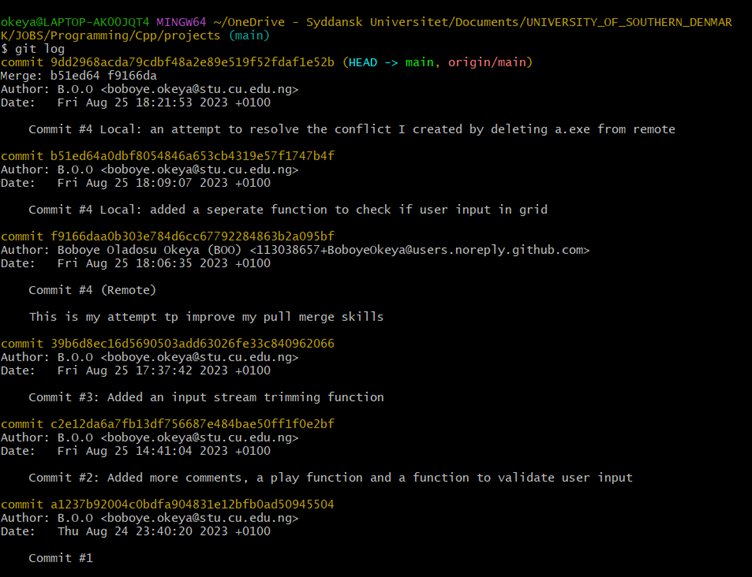 okeya@LAPTOP-AK0OJQT4 MINGW64 ~/OneDrive - Syddansk Universitet/Documents/UNIVERSITY_OF_SOUTHERN_DENMAR
K/JOBS/Programming/Cpp/projects (main)
$ git log
commit 9dd2968acda79cdbf48a2e89e519f52fdaf1e52b (HEAD -> main, origin/main)
Merge: b51ed64 f9166da
Author: B.O.O <boboye.okeya@stu.cu.edu.ng>
Date:   Fri Aug 25 18:21:53 2023 +0100
    Commit #4 Local: an attempt to resolve the conflict I created by deleting a.exe from remote
commit b51ed64a0dbf8054846a653cb4319e57f1747b4f
Author: B.O.O <boboye.okeya@stu.cu.edu.ng>
Date:   Fri Aug 25 18:09:07 2023 +0100
    Commit #4 Local: added a seperate function to check if user input in grid
commit f9166daa0b303e784d6cc67792284863b2a095bf
Author: Boboye Oladosu Okeya (BOO) <113038657+BoboyeOkeya@users.noreply.github.com>
Date:   Fri Aug 25 18:06:35 2023 +0100
    Commit #4 (Remote)
    This is my attempt tp improve my pull merge skills
commit 39b6d8ec16d5690503add63026fe33c840962066
Author: B.O.O <boboye.okeya@stu.cu.edu.ng>
Date:   Fri Aug 25 17:37:42 2023 +0100
    Commit #3: Added an input stream trimming function
commit c2e12da6a7fb13df756687e484bae50ff1f0e2bf
Author: B.O.O <boboye.okeya@stu.cu.edu.ng>
Date:   Fri Aug 25 14:41:04 2023 +0100
    Commit #2: Added more comments, a play function and a function to validate user input
commit a1237b92004c0bdfa904831e12bfb0ad50945504
Author: B.O.O <boboye.okeya@stu.cu.edu.ng>
Date:   Thu Aug 24 23:40:20 2023 +0100
    Commit #1